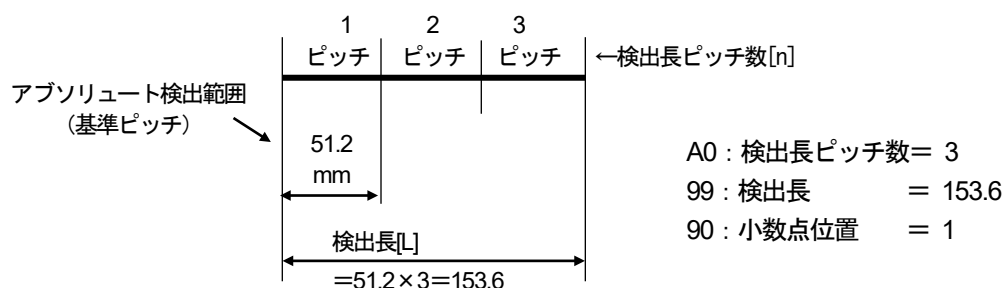 1 2 3
ピッチ ピッチ ピッチ ←検出長ピッチ数[n]
アブソリュート検出範囲
(基準ピッチ)
51.2
mm
A0:検出長ピッチ数= 3
99:検出長 = 153.6
90:小数点位置 = 1
検出長[L]
=51.2×3=153.6